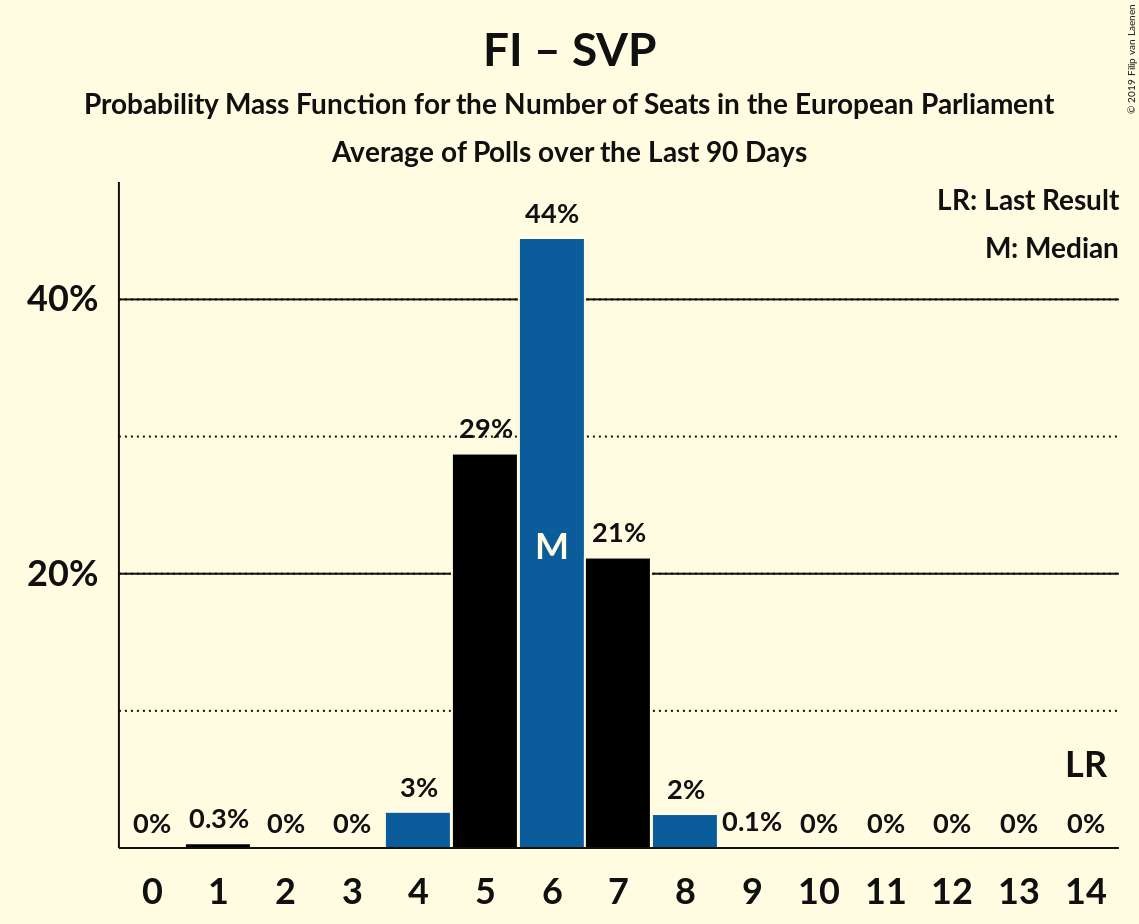 FI – SVP
Probability Mass Function for the Number of Seats in the European Parliament
Average of Polls over the Last 90 Days
© 2019 Filip van Laenen
LR: Last Result
M: Median
44%
40%
29%
21%
M
20%
LR
3%
2%
0%
0.3%
0%
0%
0.1%
0%
0%
0%
0%
0%
0 1 2 3 4 5 6 7 8 9 10 11 12 13 14